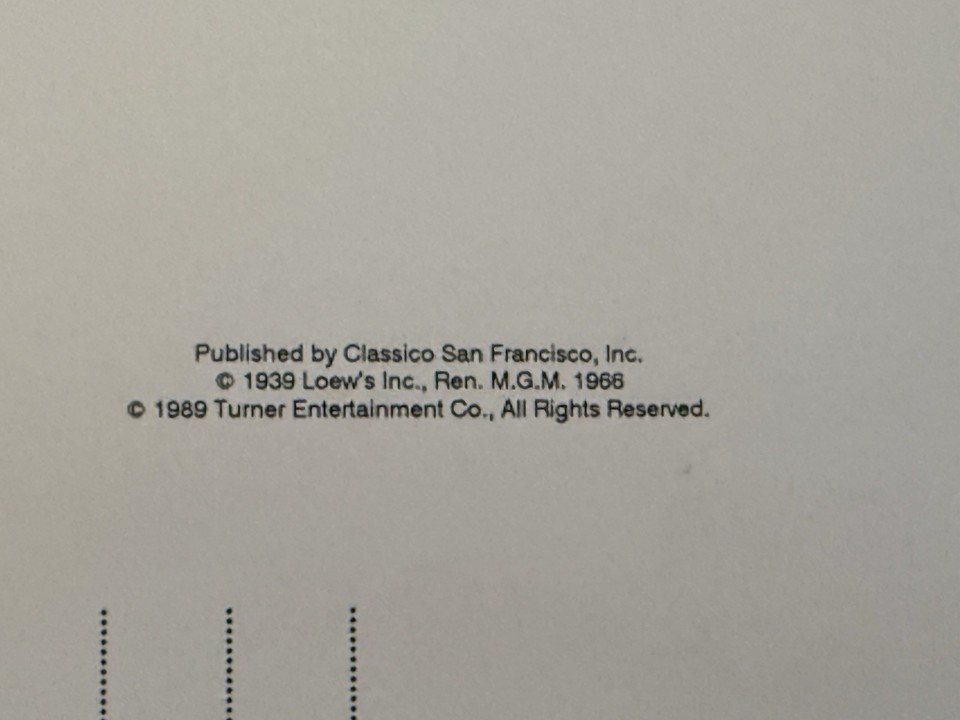 Published by Classico San Francisco, Inc.
© 1939 Loew's Inc., Ren. M.G.M. 1966
© 1989 Turner Entertainment Co., All Rights Reserved.